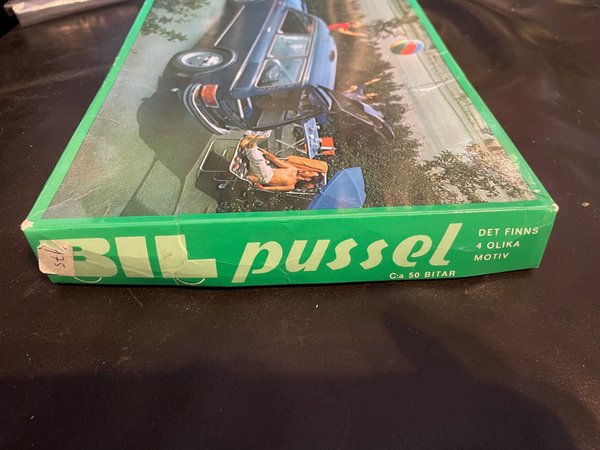 BIL pussel
C:a 50 BITAR
DET FINNS
4 OLIKA
MOTIV